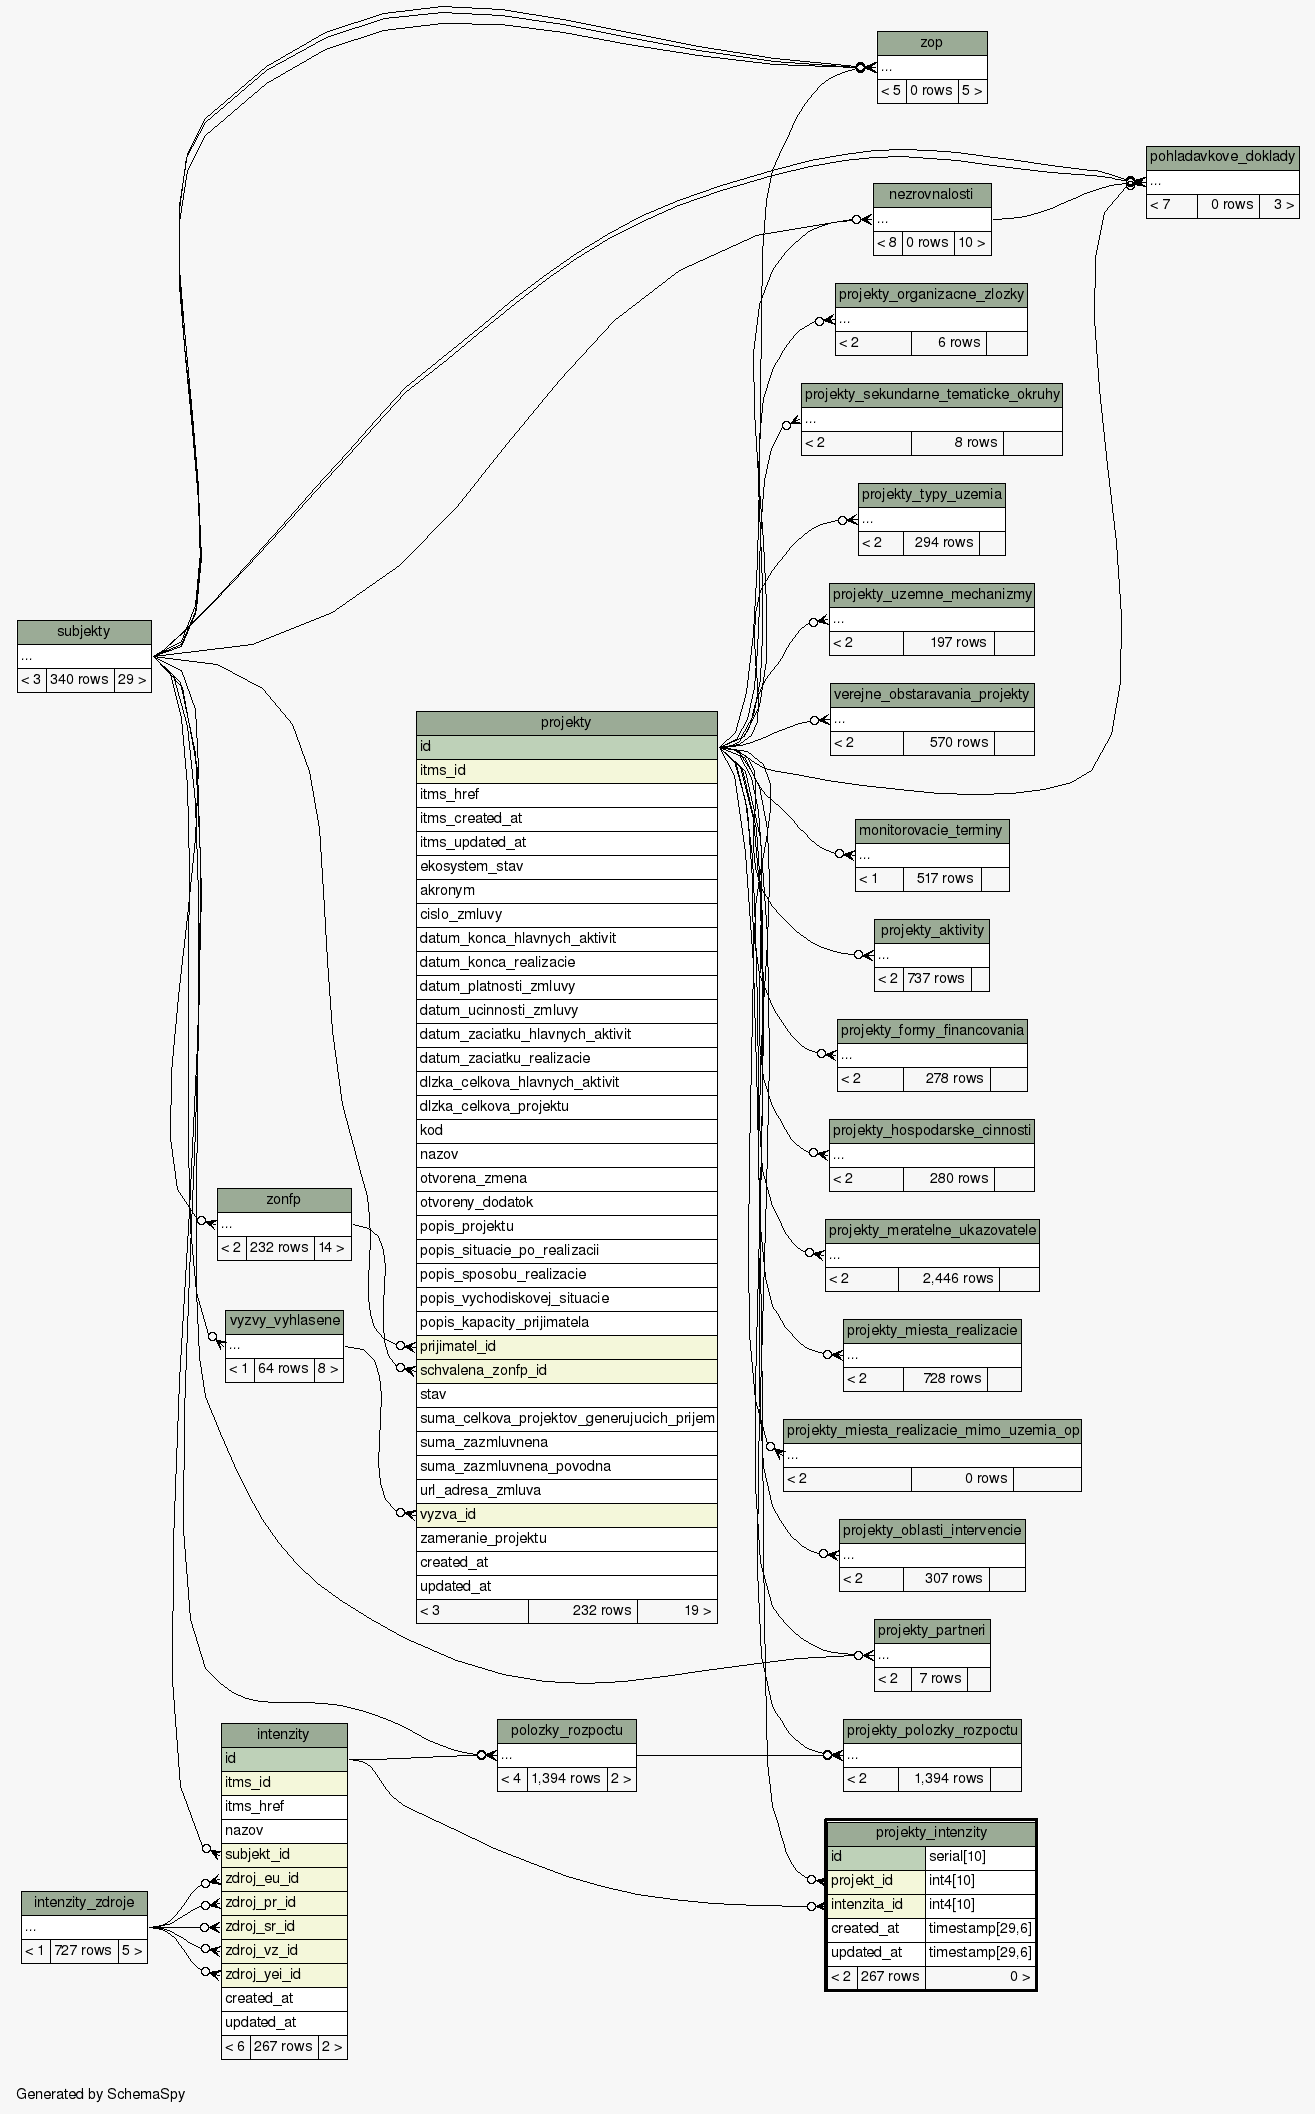 zop
...
< 5 0 rows 5 >
pohladavkove_doklady
...
< 7 0 rows 3 >
nezrovnalosti
...
< 8 0 rows 10 >
projekty_organizacne_zlozky
...
< 2 6 rows
projekty_sekundarne_tematicke_okruhy
...
< 2 8 rows
projekty_typy_uzemia
...
< 2 294 rows
projekty_uzemne_mechanizmy
...
< 2 197 rows
subjekty
...
< 3 340 rows 29 >
verejne_obstaravania_projekty
...
< 2 570 rows
projekty
id
itms_id
itms_href
itms_created_at
itms_updated_at
ekosystem_stav
akronym
cislo_zmluvy
datum_konca_hlavnych_aktivit
datum_konca_realizacie
datum_platnosti_zmluvy
datum_ucinnosti_zmluvy
datum_zaciatku_hlavnych_aktivit
datum_zaciatku_realizacie
dlzka_celkova_hlavnych_aktivit
dlzka_celkova_projektu
kod
nazov
otvorena_zmena
otvoreny_dodatok
popis_projektu
popis_situacie_po_realizacii
popis_sposobu_realizacie
popis_vychodiskovej_situacie
popis_kapacity_prijimatela
prijimatel_id
schvalena_zonfp_id
stav
suma_celkova_projektov_generujucich_prijem
suma_zazmluvnena
suma_zazmluvnena_povodna
url_adresa_zmluva
vyzva_id
zameranie_projektu
created_at
updated_at
< 3 232 rows 19 >
monitorovacie_terminy
...
< 1 517 rows
projekty_aktivity
...
< 2 737 rows
projekty_formy_financovania
...
< 2 278 rows
projekty_hospodarske_cinnosti
...
< 2 280 rows
zonfp
...
< 2 232 rows 14 >
projekty_meratelne_ukazovatele
...
< 2 2,446 rows
vyzvy_vyhlasene
...
< 1 64 rows 8 >
projekty_miesta_realizacie
...
< 2 728 rows
projekty_miesta_realizacie_mimo_uzemia_op
...
< 2 0 rows
projekty_oblasti_intervencie
...
< 2 307 rows
projekty_partneri
...
< 2 7 rows
polozky_rozpoctu
...
< 4 1,394 rows 2 >
projekty_polozky_rozpoctu
...
< 2 1,394 rows
intenzity
id
itms_id
itms_href
nazov
subjekt_id
zdroj_eu_id
zdroj_pr_id
zdroj_sr_id
zdroj_vz_id
zdroj_yei_id
created_at
updated_at
< 6 267 rows 2 >
projekty_intenzity
id serial[10]
projekt_id int4[10]
intenzita_id int4[10]
created_at timestamp[29,6]
updated_at timestamp[29,6]
< 2 267 rows 0 >
intenzity_zdroje
...
< 1 727 rows 5 >
Generated by SchemaSpy